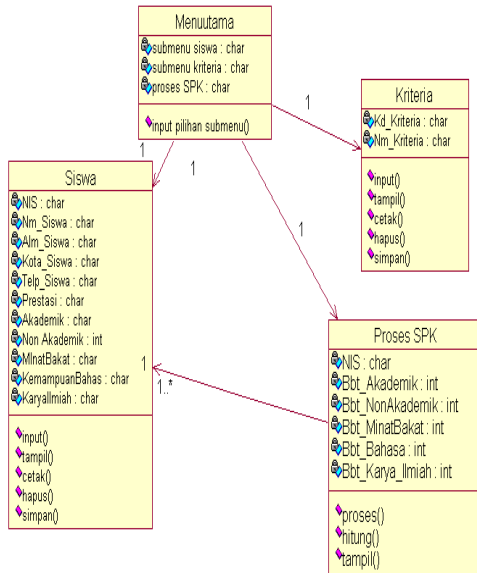 Menuutama
submenu siswa : char
submenu kriteria : char
proses SPK : char
input pilihan submenu()
1
1
1
1
Kriteria
Kd_Kriteria : char
Nm_Kriteria : char
input()
tampil()
cetak()
hapus()
simpan()
Siswa
NIS : char
Nm_Siswa : char
Alm_Siswa : char
Kota_Siswa : char
Telp_Siswa : char
Prestasi : char
Akademik : char
Non Akademik : int
MInatBakat : char
KemampuanBahas : char
KaryaIlmiah : char
input()
tampil()
cetak()
hapus()
simpan()
1
1..*
Proses SPK
NIS : char
Bbt_Akademik : int
Bbt_NonAkademik : int
Bbt_MinatBakat : int
Bbt_Bahasa : int
Bbt_Karya_Ilmiah : int
proses()
hitung()
tampil()